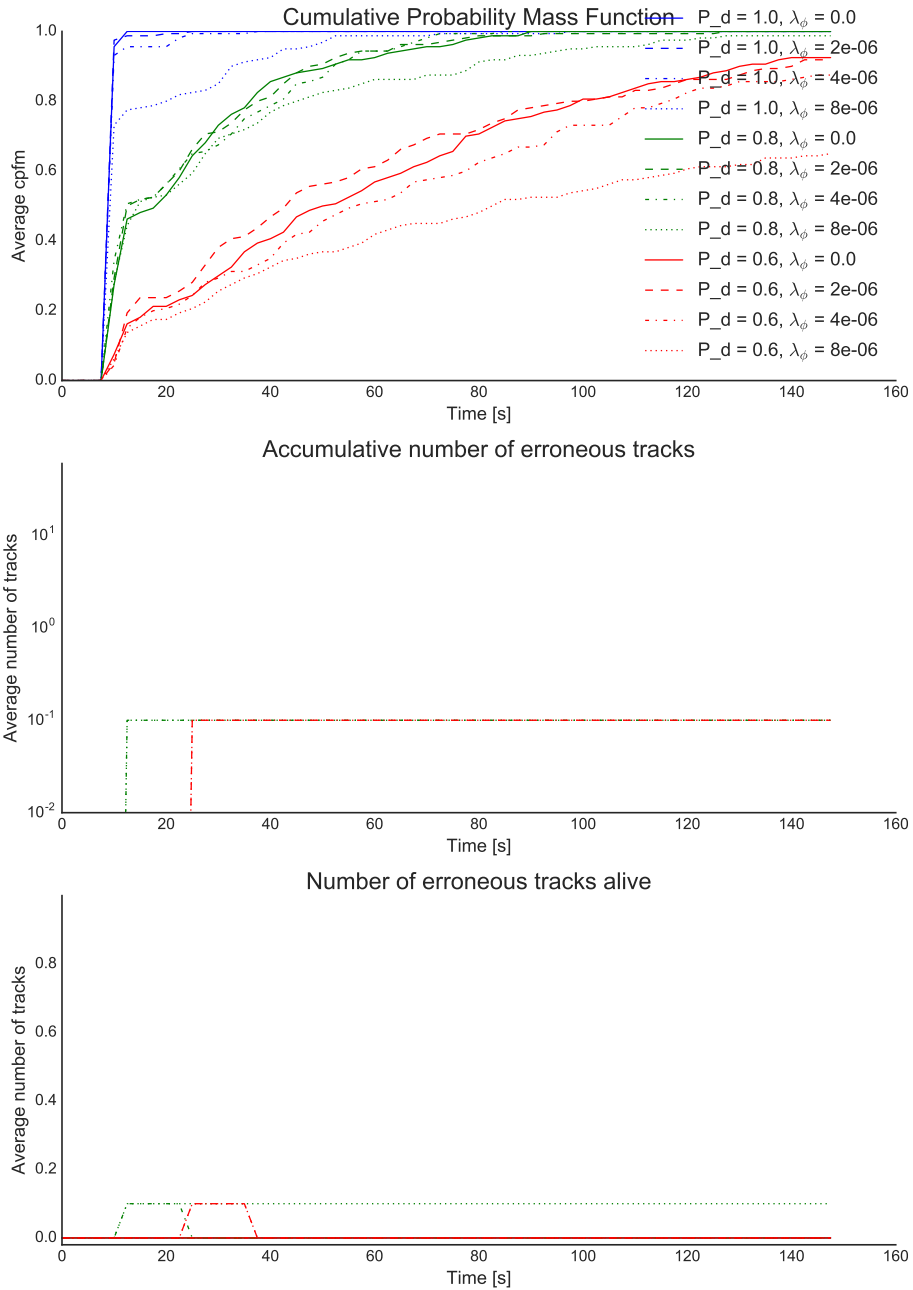 Cumulative Probability Mass Function
P_d = 1.0, λ_ϕ = 0.0
P_d = 1.0, λ_ϕ = 2e-06
P_d = 1.0, λ_ϕ = 4e-06
P_d = 1.0, λ_ϕ = 8e-06
P_d = 0.8, λ_ϕ = 0.0
P_d = 0.8, λ_ϕ = 2e-06
P_d = 0.8, λ_ϕ = 4e-06
P_d = 0.8, λ_ϕ = 8e-06
P_d = 0.6, λ_ϕ = 0.0
P_d = 0.6, λ_ϕ = 2e-06
P_d = 0.6, λ_ϕ = 4e-06
P_d = 0.6, λ_ϕ = 8e-06
Average cpfm
1.0
0.8
0.6
0.4
0.2
0.0
0 20 40 60 80 100 120 140 160
Time [s]
Accumulative number of erroneous tracks
Average number of tracks
10^1
10^0
10^-1
10^-2
0 20 40 60 80 100 120 140 160
Time [s]
Number of erroneous tracks alive
Average number of tracks
0.8
0.6
0.4
0.2
0.0
0 20 40 60 80 100 120 140 160
Time [s]